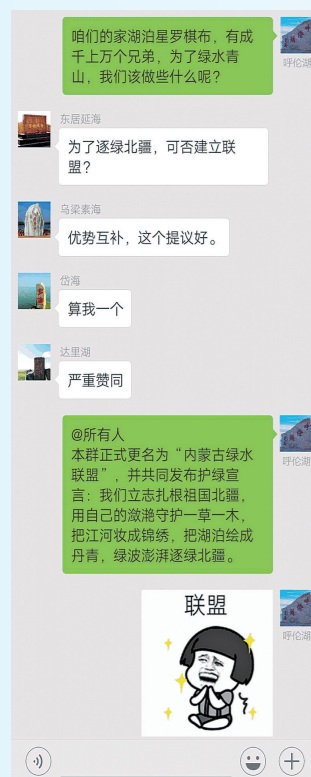 咱们的家湖泊星罗棋布，有成
千上万个兄弟，为了绿水青
山，我们该做些什么呢？
呼伦湖
东居延海
为了逐绿北疆，可否建立联
盟？
乌梁素海
优势互补，这个提议好。
岱海
算我一个
达里湖
严重赞同
@所有人
本群正式更名为“内蒙古绿水
联盟”，并共同发布护绿宣
言：我们立志扎根祖国北疆，
用自己的潋滟守护一草一木，
把江河妆成锦绣，把湖泊绘成
丹青，绿波澎湃逐绿北疆。
呼伦湖
联盟
呼伦湖